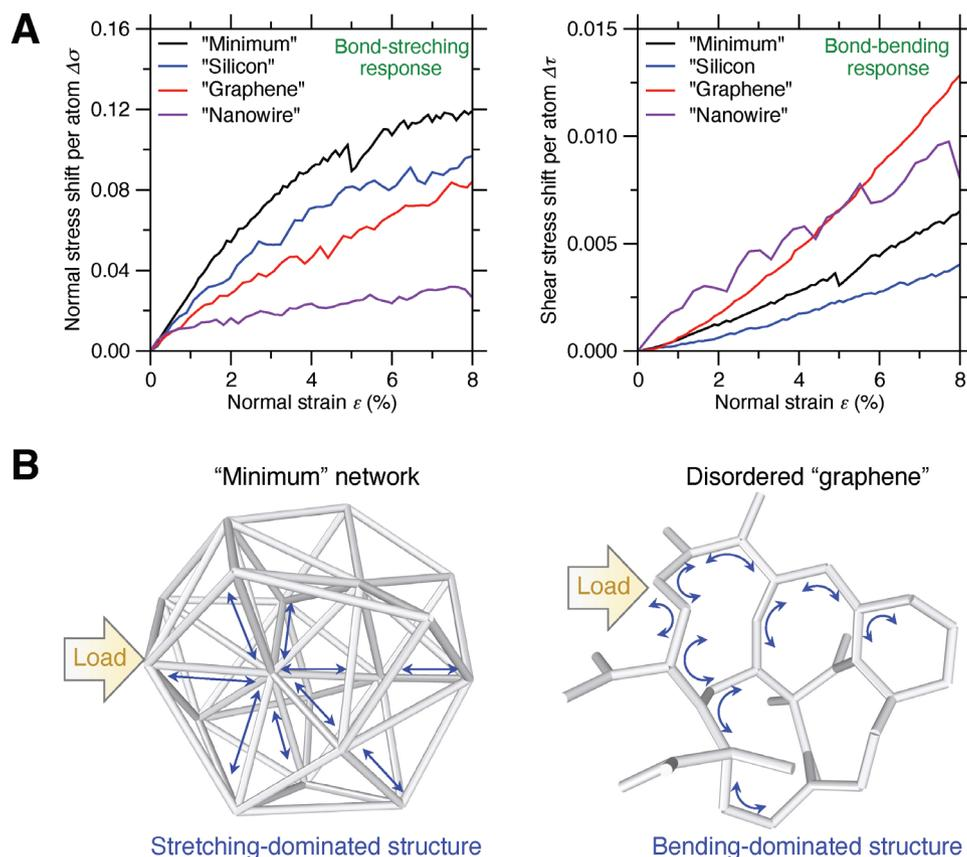 A
0.16
0.12
0.08
0.04
0.00
Normal stress shift per atom Δσ
"Minimum"
"Silicon"
"Graphene"
"Nanowire"
Bond-streching
response
0
2
4
6
8
Normal strain ε (%)
0.015
0.010
0.005
0.000
Shear stress shift per atom Δτ
"Minimum"
"Silicon
"Graphene"
"Nanowire"
Bond-bending
response
0
2
4
6
8
Normal strain ε (%)
B
“Minimum” network
Load
Stretching-dominated structure
Disordered “graphene”
Load
Bending-dominated structure